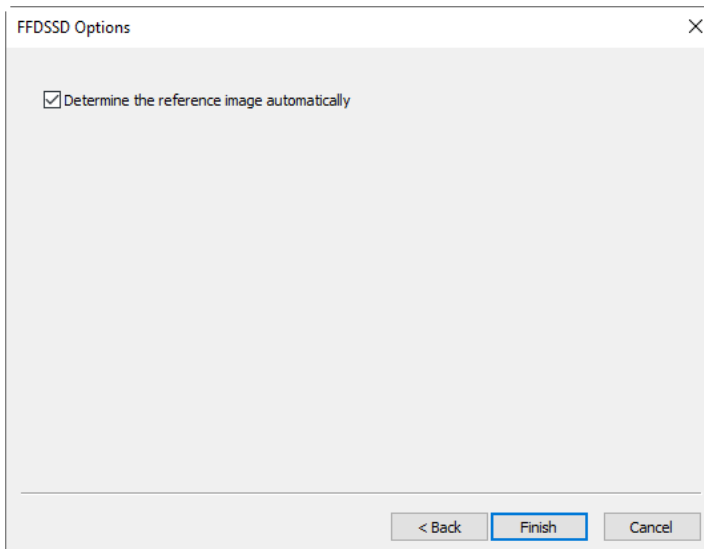 FFDSSD Options
Determine the reference image automatically
< Back Finish Cancel